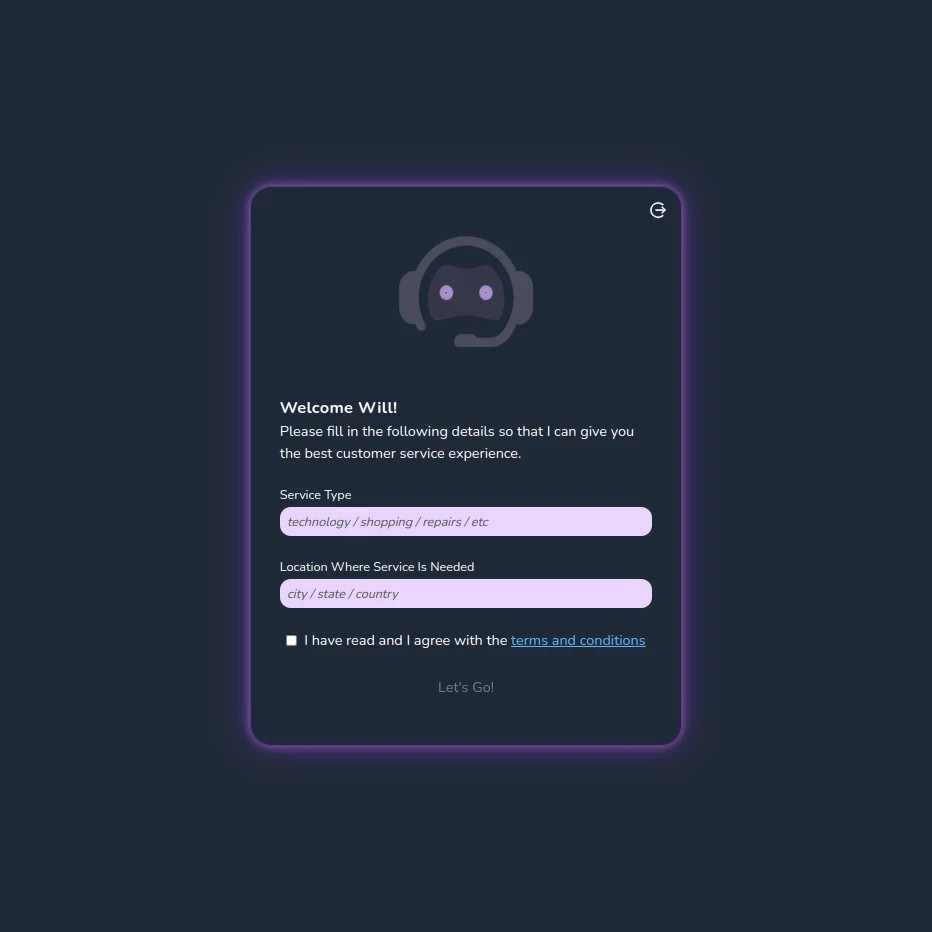 Welcome Will!
Please fill in the following details so that I can give you
the best customer service experience.
Service Type
technology / shopping / repairs / etc
Location Where Service Is Needed
city / state / country
I have read and I agree with the terms and conditions
Let's Go!